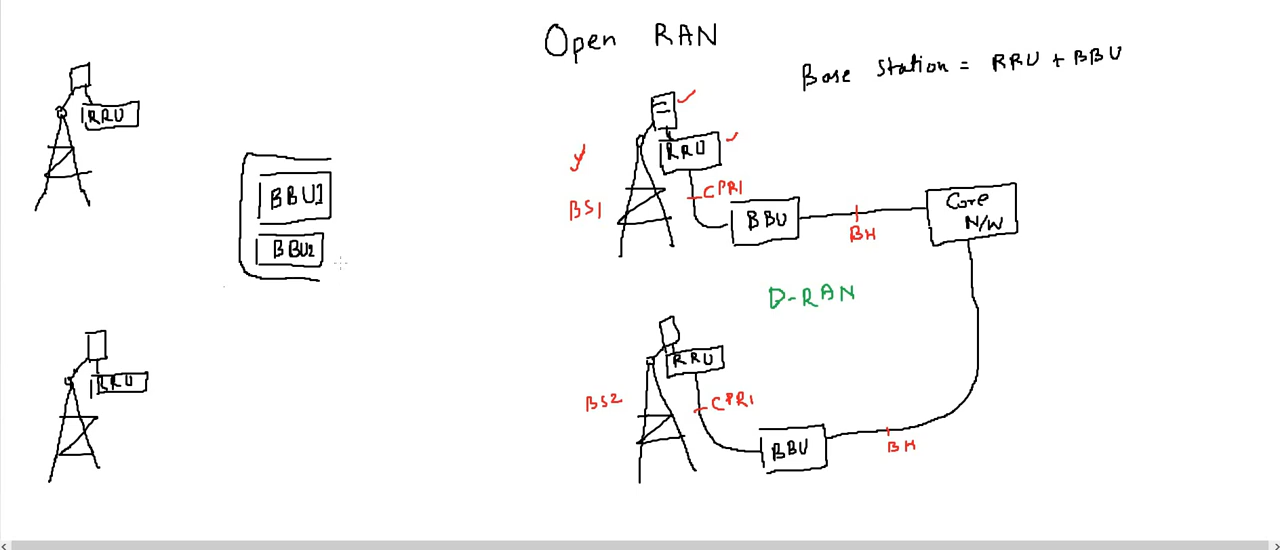 Open RAN
Base Station = RRU + BBU
RRU
BBU1
BBU2
RRU
RRU
CPRI
BS1
BBU
BH
Core
N/W
D-RAN
RRU
BS2
CPRI
BBU
BH